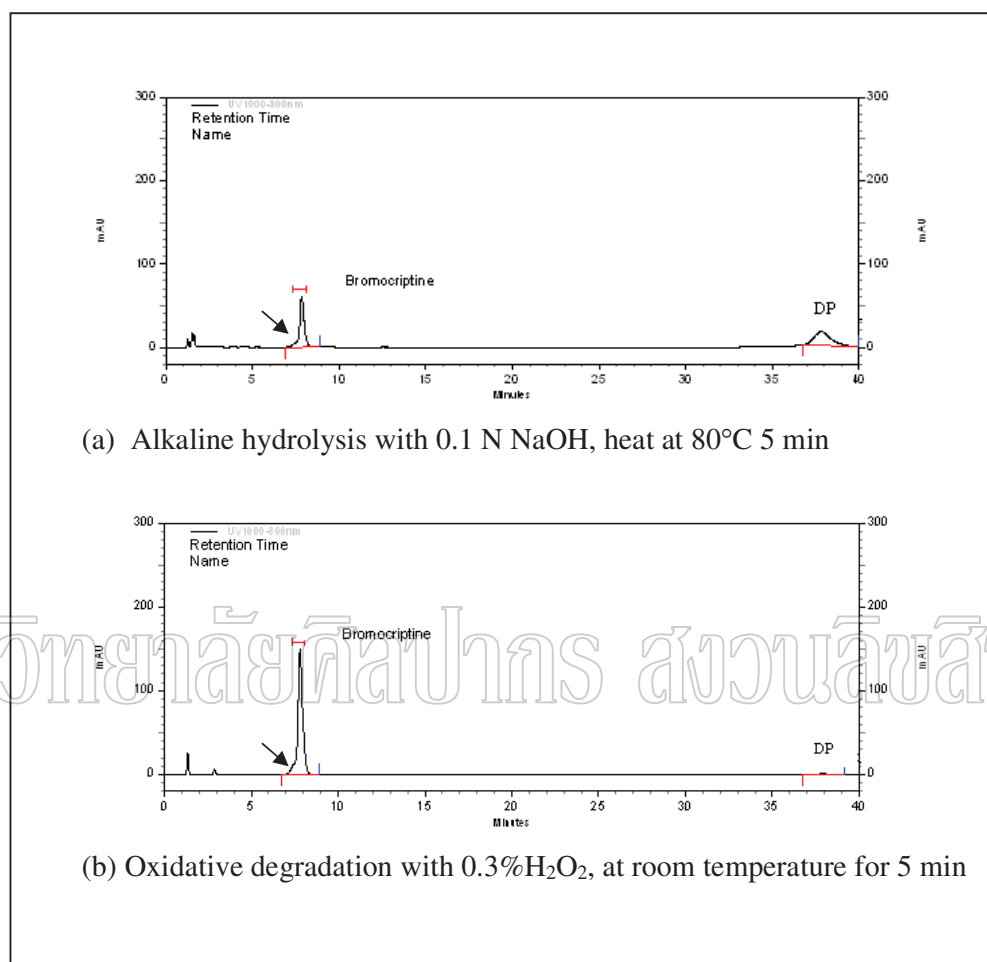 300
300
UV1000-800nm
Retention Time
Name
200
200
mAU
mAU
100
100
Bromocriptine
DP
0
0
0 5 10 15 20 25 30 35 40
Minutes
(a) Alkaline hydrolysis with 0.1 N NaOH, heat at 80°C 5 min
300
300
UV1000-800nm
Retention Time
Name
200
200
Bromocriptine
วิทยาลัยศิลปากร สงวนลิขสิ
mAU
mAU
100
100
DP
0
0
0 5 10 15 20 25 30 35 40
Minutes
(b) Oxidative degradation with 0.3%H₂O₂, at room temperature for 5 min